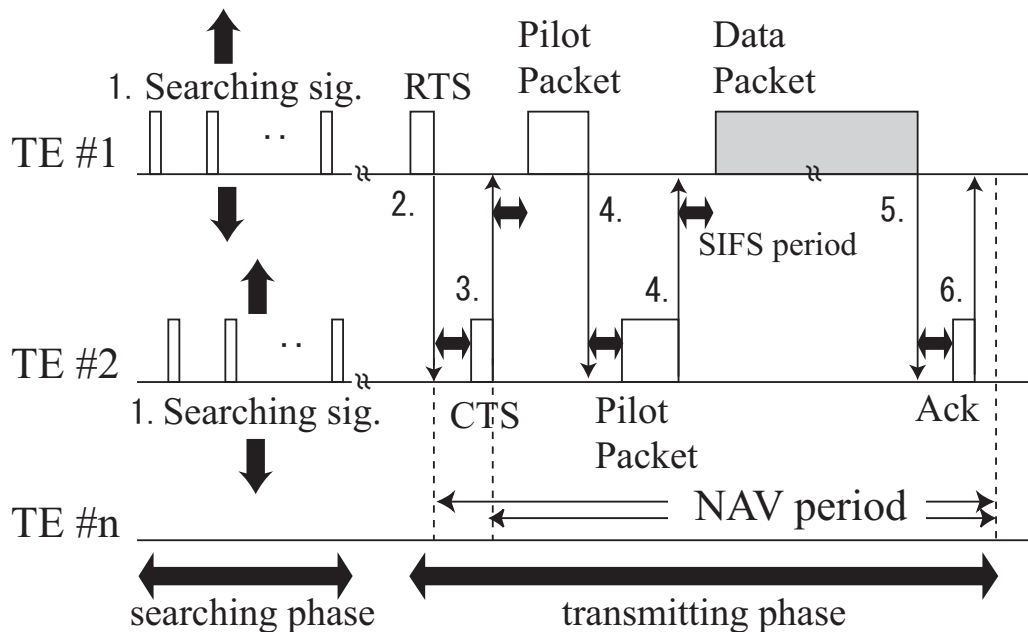 Pilot
Packet
Data
Packet
1. Searching sig.
RTS
TE #1
. .
2.
4.
5.
SIFS period
3.
4.
6.
TE #2
. .
1. Searching sig.
CTS
Pilot
Packet
Ack
NAV period
TE #n
searching phase
transmitting phase